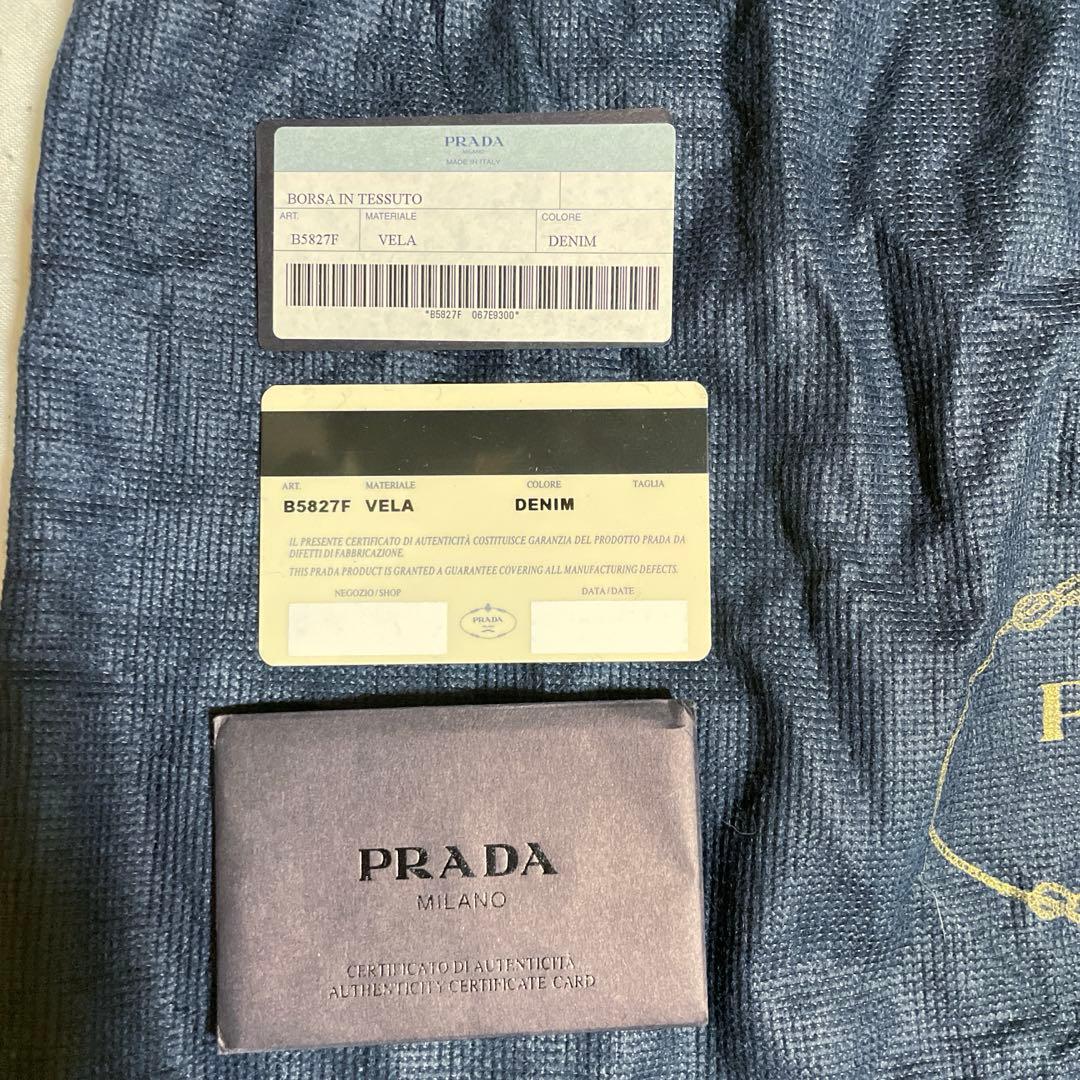 PRADA
MILANO
MADE IN ITALY
BORSA IN TESSUTO
ART. MATERIALE COLORE
B5827F VELA DENIM
*B5827F 067E9300*
ART. MATERIALE COLORE TAGLIA
B5827F VELA DENIM
IL PRESENTE CERTIFICATO DI AUTENTICITÀ COSTITUISCE GARANZIA DEL PRODOTTO PRADA DA
DIFETTI DI FABBRICAZIONE.
THIS PRADA PRODUCT IS GRANTED A GUARANTEE COVERING ALL MANUFACTURING DEFECTS.
NEGOZIO/SHOP DATA/DATE
PRADA
MILANO
P
PRADA
MILANO
CERTIFICATO DI AUTENTICITÀ
AUTHENTICITY CERTIFICATE CARD